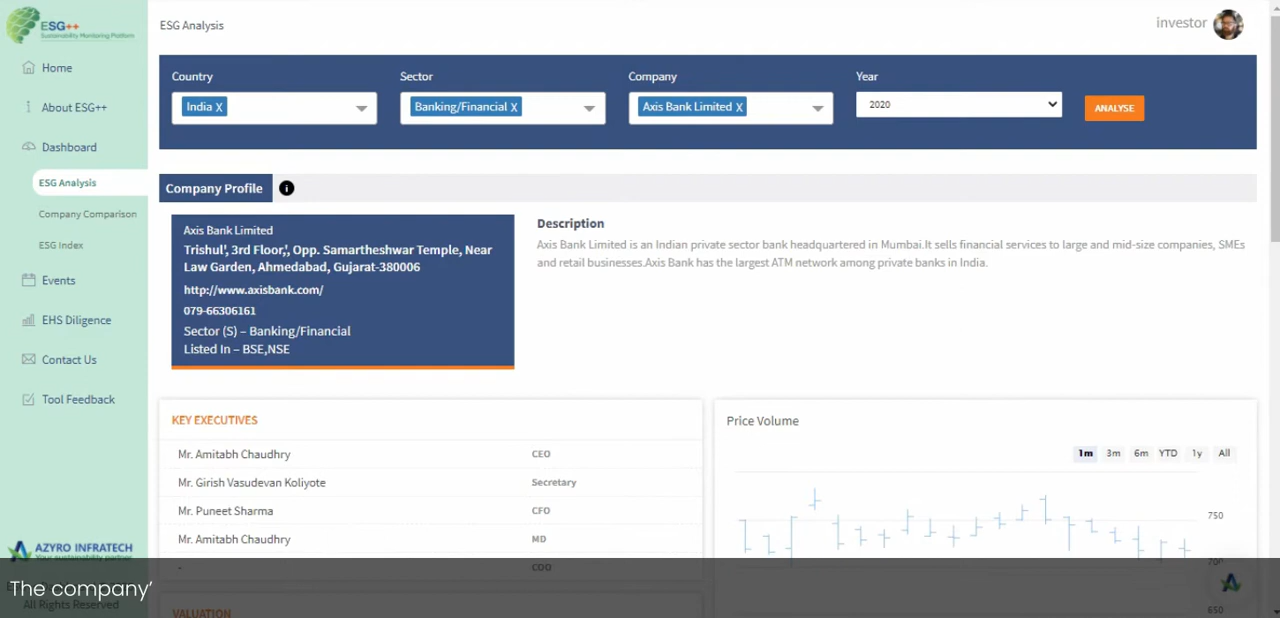 ESG++
Sustainability Monitoring Platform
Home
About ESG++
Dashboard
ESG Analysis
Company Comparison
ESG Index
Events
EHS Diligence
Contact Us
Tool Feedback
AZYRO INFRATECH
Your sustainability partner
All Rights Reserved
ESG Analysis
investor
Country
Sector
Company
Year
India X
Banking/Financial X
Axis Bank Limited X
2020
ANALYSE
Company Profile
Axis Bank Limited
Trishul', 3rd Floor,', Opp. Samartheshwar Temple, Near
Law Garden, Ahmedabad, Gujarat-380006
http://www.axisbank.com/
079-66306161
Sector (S) – Banking/Financial
Listed In – BSE,NSE
Description
Axis Bank Limited is an Indian private sector bank headquartered in Mumbai.It sells financial services to large and mid-size companies, SMEs
and retail businesses.Axis Bank has the largest ATM network among private banks in India.
KEY EXECUTIVES
Mr. Amitabh Chaudhry CEO
Mr. Girish Vasudevan Koliyote Secretary
Mr. Puneet Sharma CFO
Mr. Amitabh Chaudhry MD
- COO
VALUATION
Price Volume
1m 3m 6m YTD 1y All
750
700
650
The company’